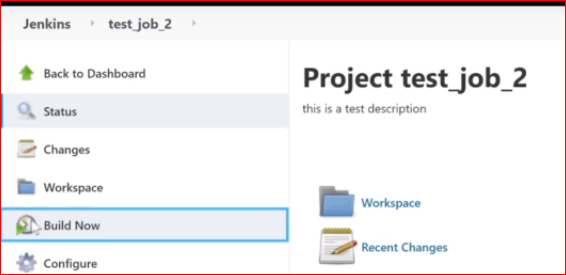 Jenkins
test_job_2
Back to Dashboard
Status
Changes
Workspace
Build Now
Configure
Project test_job_2
this is a test description
Workspace
Recent Changes